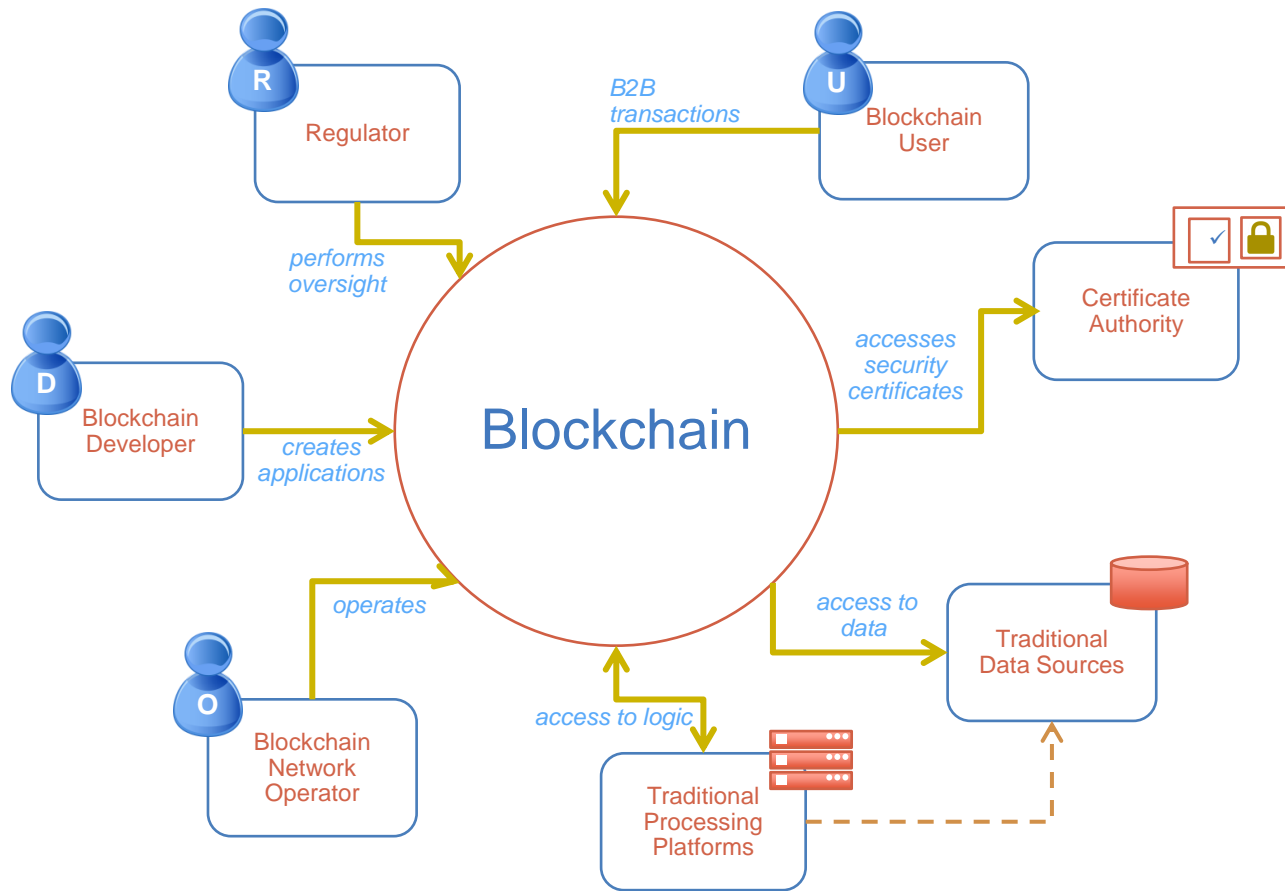 R
Regulator
B2B
transactions
U
Blockchain
User
performs
oversight
Certificate
Authority
accesses
security
certificates
D
Blockchain
Developer
creates
applications
Blockchain
operates
access to
data
Traditional
Data Sources
O
Blockchain
Network
Operator
access to logic
Traditional
Processing
Platforms